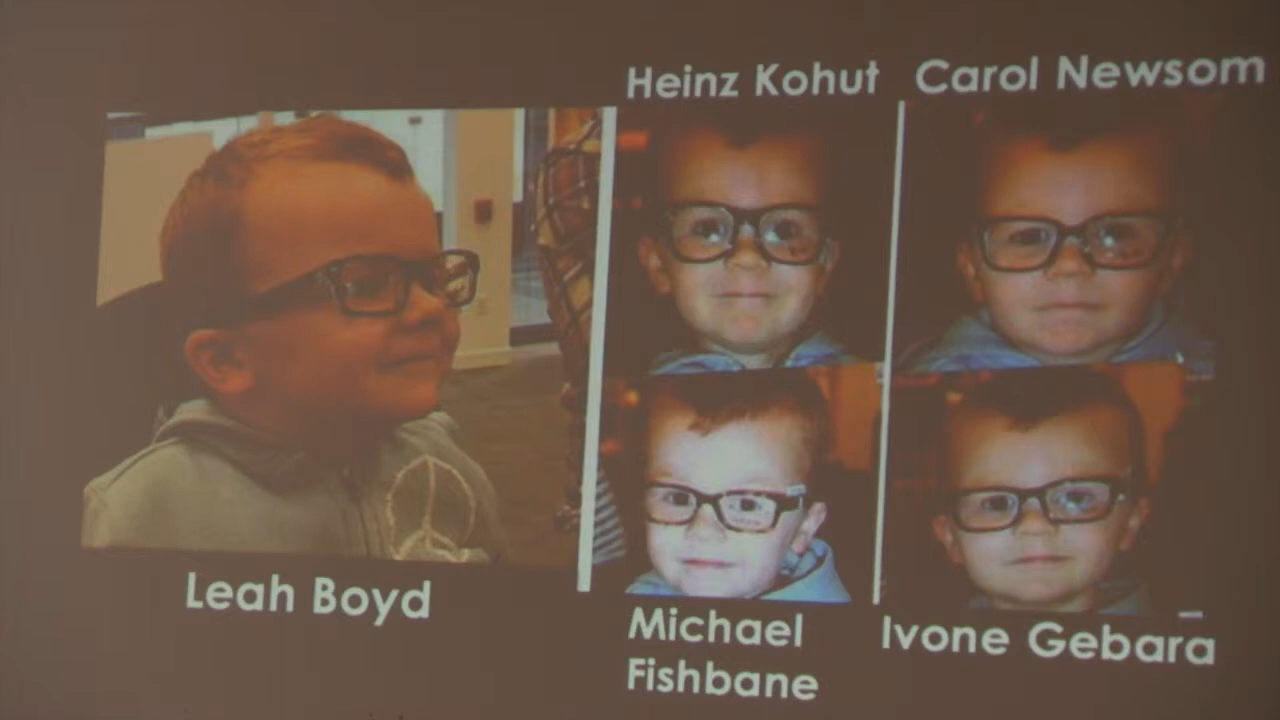 Heinz Kohut
Carol Newsom
Leah Boyd
Michael
Fishbane
Ivone Gebara